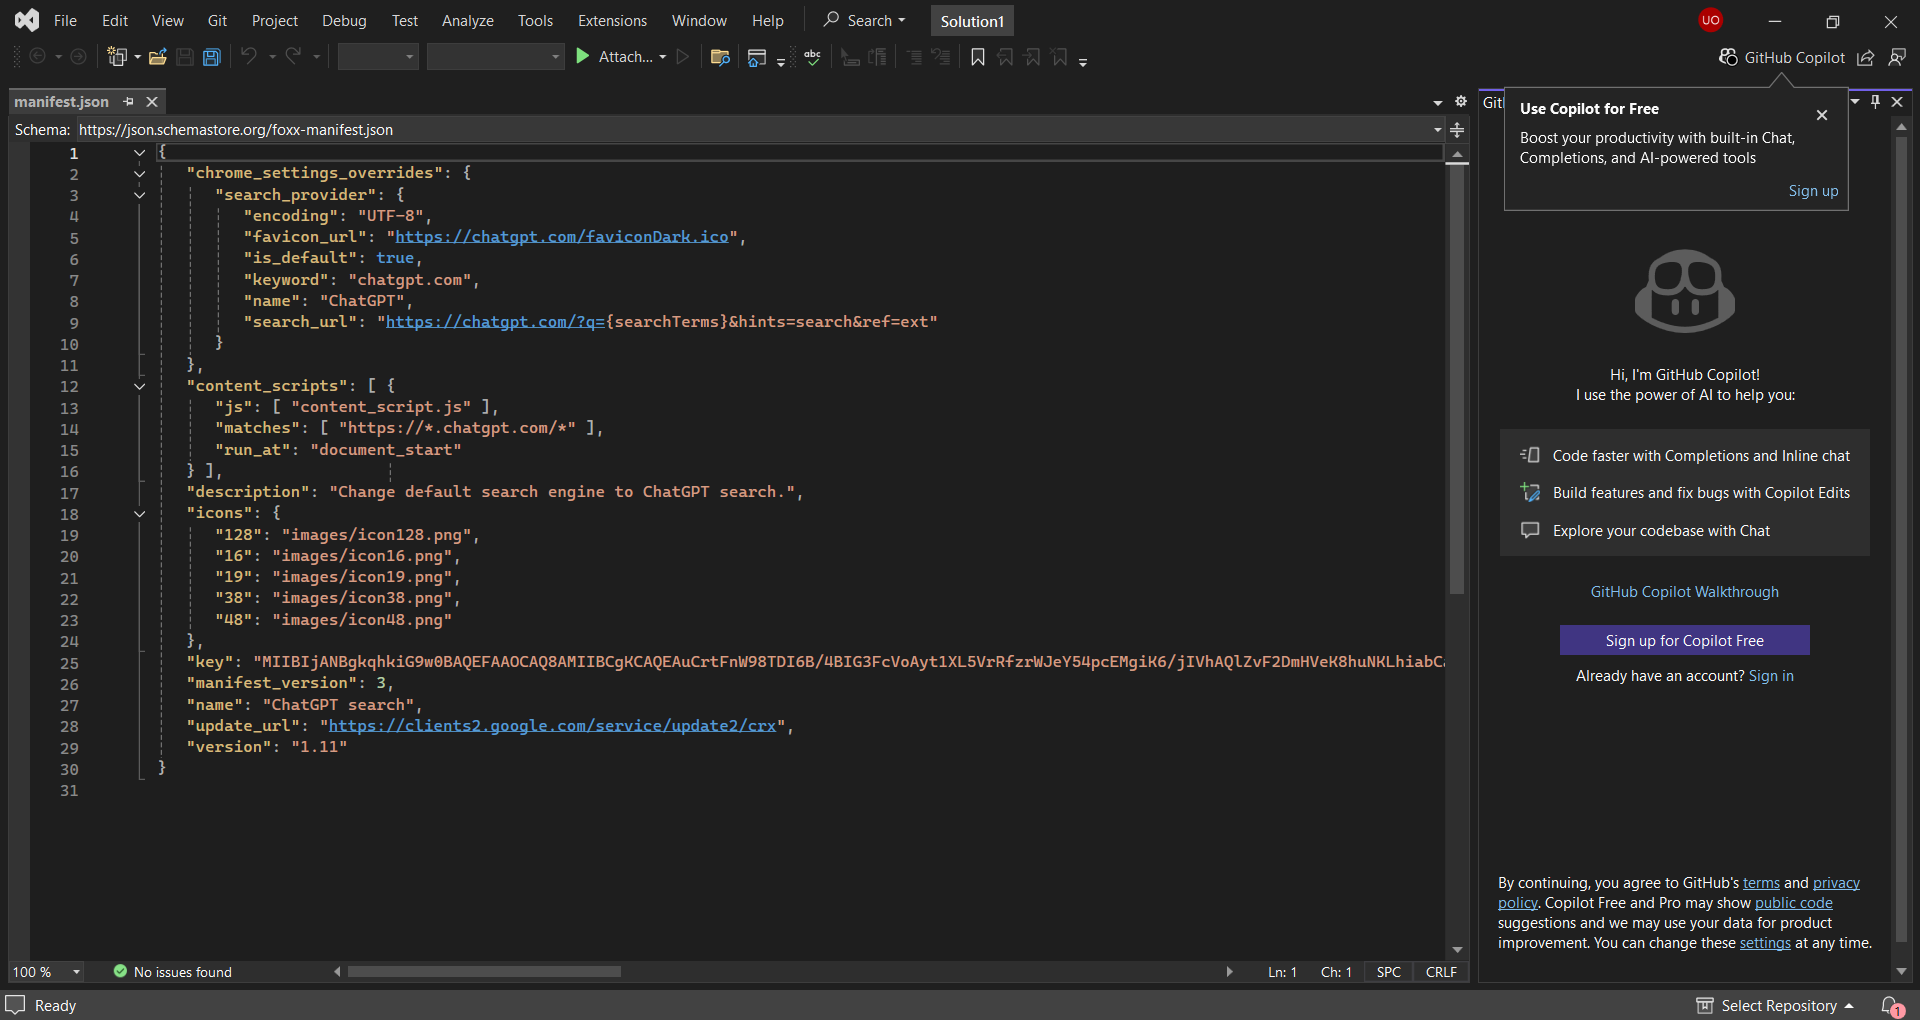 File Edit View Git Project Debug Test Analyze Tools Extensions Window Help Search Solution1 UO
Attach... abc GitHub Copilot
manifest.json
Schema: https://json.schemastore.org/foxx-manifest.json
1 {
2 "chrome_settings_overrides": {
3 "search_provider": {
4 "encoding": "UTF-8",
5 "favicon_url": "https://chatgpt.com/faviconDark.ico",
6 "is_default": true,
7 "keyword": "chatgpt.com",
8 "name": "ChatGPT",
9 "search_url": "https://chatgpt.com/?q={searchTerms}&hints=search&ref=ext"
10 }
11 },
12 "content_scripts": [ {
13 "js": [ "content_script.js" ],
14 "matches": [ "https://*.chatgpt.com/*" ],
15 "run_at": "document_start"
16 } ],
17 "description": "Change default search engine to ChatGPT search.",
18 "icons": {
19 "128": "images/icon128.png",
20 "16": "images/icon16.png",
21 "19": "images/icon19.png",
22 "38": "images/icon38.png",
23 "48": "images/icon48.png"
24 },
25 "key": "MIIBIjANBgkqhkiG9w0BAQEFAAOCAQ8AMIIBCgKCAQEAuCrtFnW98TDI6B/4BIG3FcVoAyt1XL5VrRfzrWJeY54pcEMgiK6/jIVhAQlZvF2DmHVeK8huNKLhiabCa
26 "manifest_version": 3,
27 "name": "ChatGPT search",
28 "update_url": "https://clients2.google.com/service/update2/crx",
29 "version": "1.11"
30 }
31
100 % No issues found Ln: 1 Ch: 1 SPC CRLF
Git
Use Copilot for Free
Boost your productivity with built-in Chat,
Completions, and AI-powered tools
Sign up
Hi, I'm GitHub Copilot!
I use the power of AI to help you:
Code faster with Completions and Inline chat
Build features and fix bugs with Copilot Edits
Explore your codebase with Chat
GitHub Copilot Walkthrough
Sign up for Copilot Free
Already have an account? Sign in
By continuing, you agree to GitHub's terms and privacy
policy. Copilot Free and Pro may show public code
suggestions and we may use your data for product
improvement. You can change these settings at any time.
Ready Select Repository 1